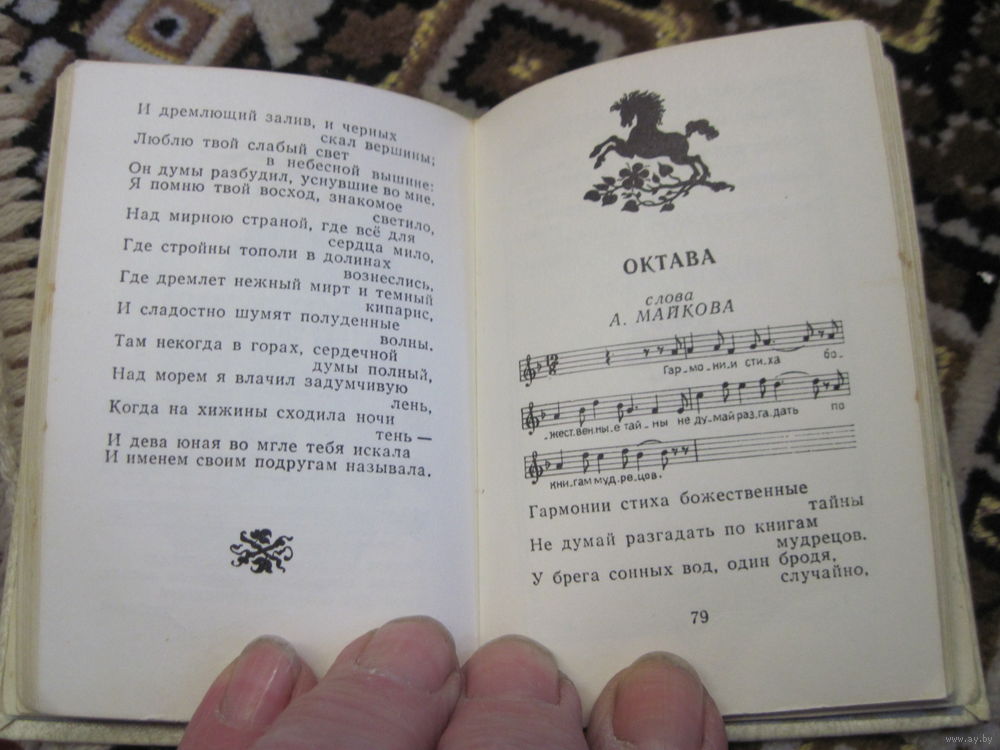 И дремлющий залив, и черных
скал вершины;
Люблю твой слабый свет
в небесной вышине:
Он думы разбудил, уснувшие во мне.
Я помню твой восход, знакомое
светило,
Над мирною страной, где всё для
сердца мило,
Где стройны тополи в долинах
вознеслись,
Где дремлет нежный мирт и темный
кипарис,
И сладостно шумят полуденные
волны.
Там некогда в горах, сердечной
думы полный,
Над морем я влачил задумчивую
лень,
Когда на хижины сходила ночи
тень —
И дева юная во мгле тебя искала
И именем своим подругам называла.
ОКТАВА
слова
А. МАЙКОВА
12
8
Гар-мо-ни-и сти-ха бо-
-жест-вен-ны-е тай-ны не ду-май раз-га-дать по
кни-гам муд-ре-цов.
Гармонии стиха божественные
тайны
Не думай разгадать по книгам
мудрецов.
У брега сонных вод, один бродя,
случайно,
79
www.ay.by